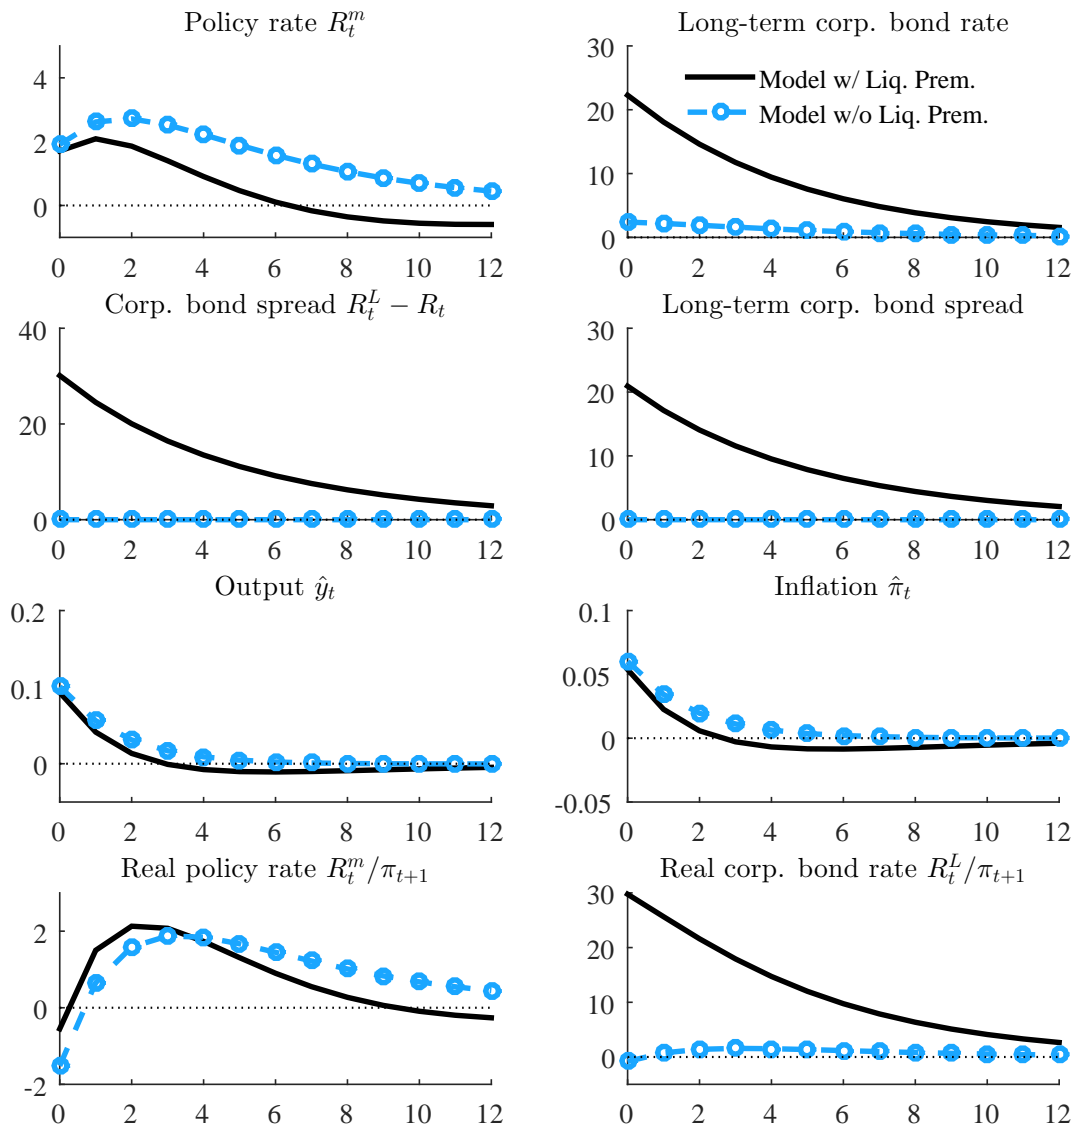 Policy rate $R_t^m$
Long-term corp. bond rate
4
2
0
0 2 4 6 8 10 12
30
20
10
0
0 2 4 6 8 10 12
Model w/ Liq. Prem.
Model w/o Liq. Prem.
Corp. bond spread $R_t^L - R_t$
Long-term corp. bond spread
40
20
0
0 2 4 6 8 10 12
30
20
10
0
0 2 4 6 8 10 12
Output $\hat{y}_t$
Inflation $\hat{\pi}_t$
0.2
0.1
0
0 2 4 6 8 10 12
0.1
0.05
0
-0.05
0 2 4 6 8 10 12
Real policy rate $R_t^m/\pi_{t+1}$
Real corp. bond rate $R_t^L/\pi_{t+1}$
2
0
-2
0 2 4 6 8 10 12
30
20
10
0
0 2 4 6 8 10 12